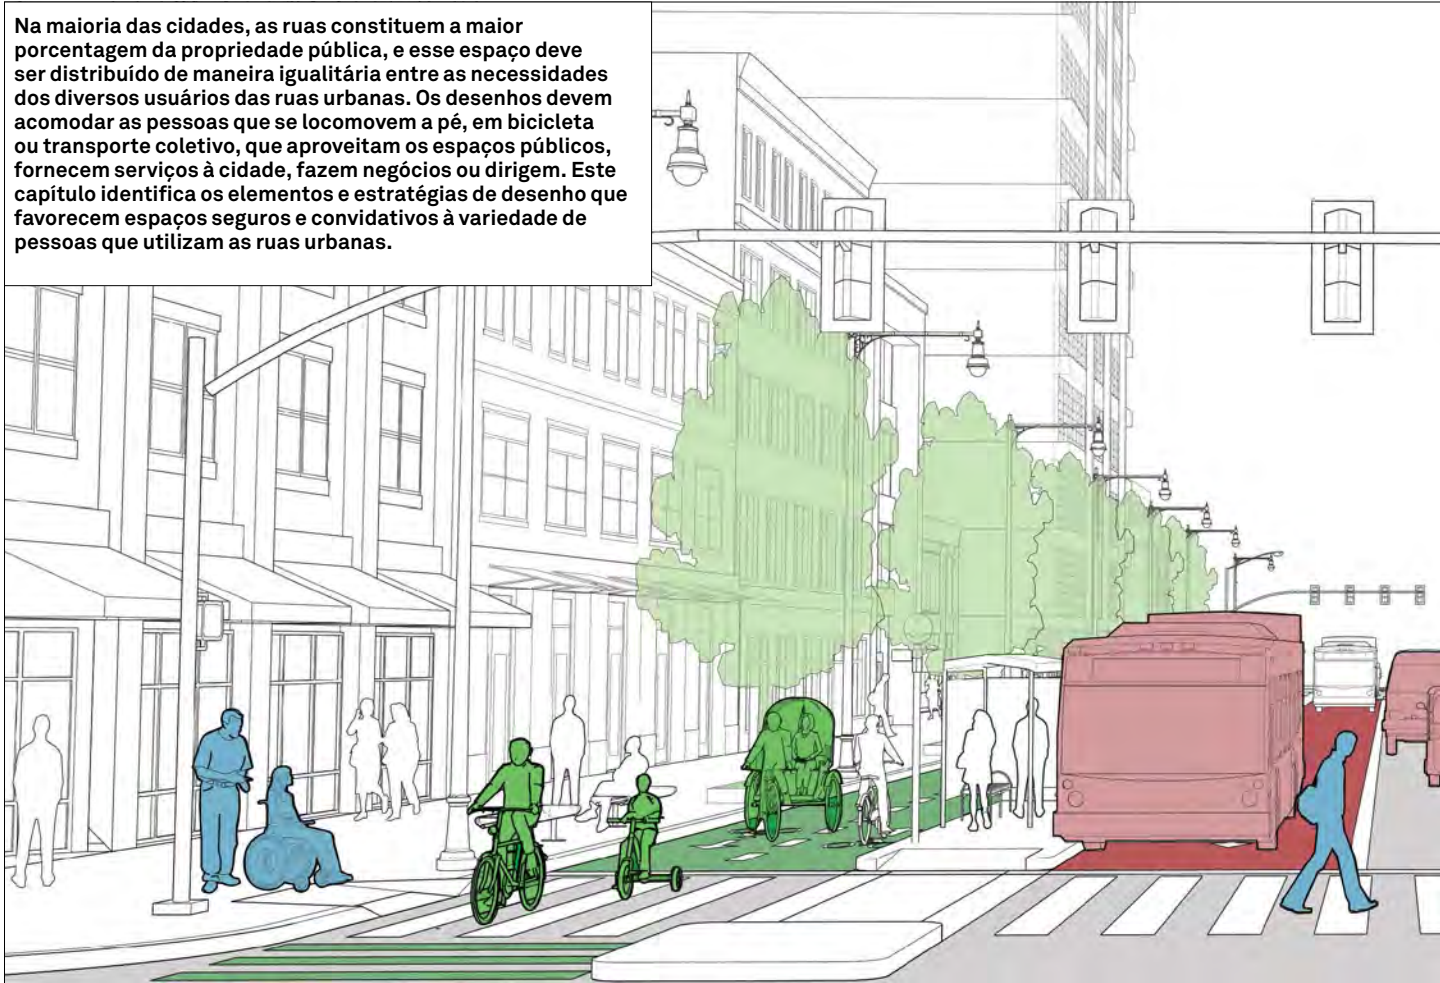 Na maioria das cidades, as ruas constituem a maior
porcentagem da propriedade pública, e esse espaço deve
ser distribuído de maneira igualitária entre as necessidades
dos diversos usuários das ruas urbanas. Os desenhos devem
acomodar as pessoas que se locomovem a pé, em bicicleta
ou transporte coletivo, que aproveitam os espaços públicos,
fornecem serviços à cidade, fazem negócios ou dirigem. Este
capítulo identifica os elementos e estratégias de desenho que
favorecem espaços seguros e convidativos à variedade de
pessoas que utilizam as ruas urbanas.